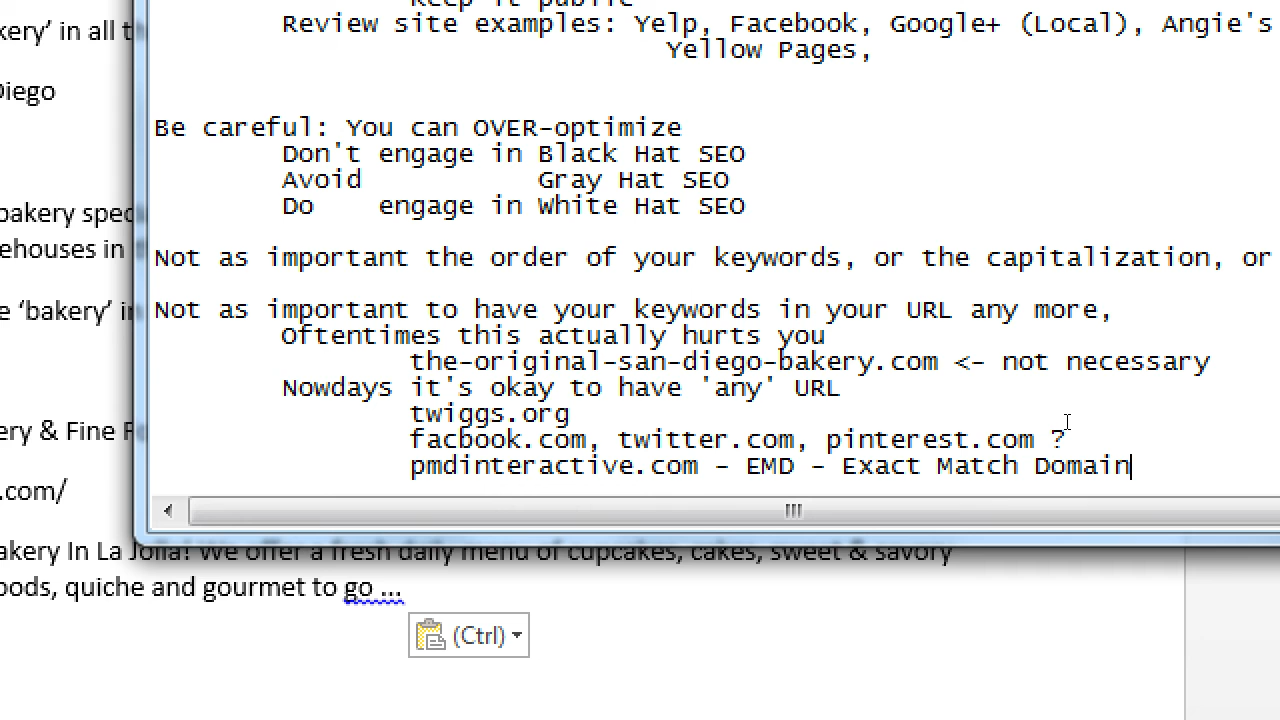 Keep it public
Review site examples: Yelp, Facebook, Google+ (Local), Angie's
Yellow Pages,
Be careful: You can OVER-optimize
Don't engage in Black Hat SEO
Avoid Gray Hat SEO
Do engage in White Hat SEO
Not as important the order of your keywords, or the capitalization, or
Not as important to have your keywords in your URL any more,
Oftentimes this actually hurts you
the-original-san-diego-bakery.com <- not necessary
Nowdays it's okay to have 'any' URL
twiggs.org
facbook.com, twitter.com, pinterest.com ?
pmdinteractive.com - EMD - Exact Match Domain
kery’ in all
Diego
bakery
in
e ‘bakery’
ery & Fine
.com/
akery In La Jolla! We offer a fresh daily menu of cupcakes, cakes, sweet & savory
oods, quiche and gourmet to go ...
(Ctrl)